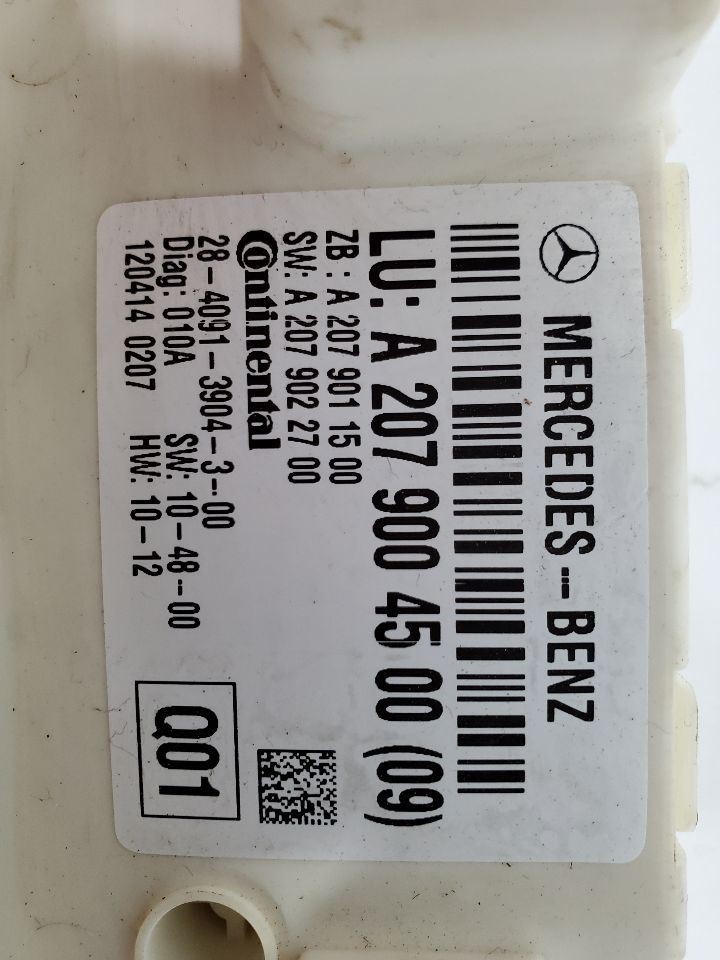 MERCEDES-BENZ
LU: A 207 900 45 00 (09)
ZB: A 207 901 15 00
SW: A 207 902 27 00
Continental
28-4091-3904-3-00
Diag: 010A SW: 10-48-00
120414 0207 HW: 10-12
Q01